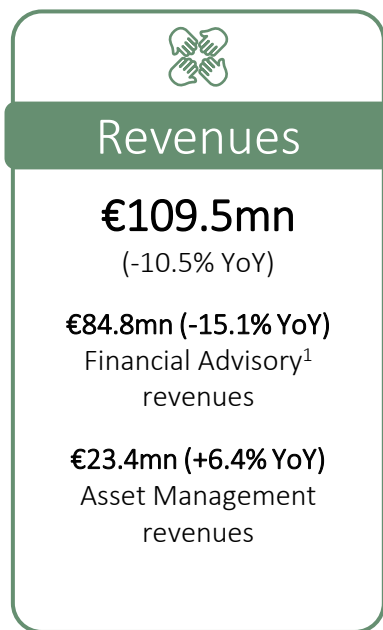 Revenues
€109.5mn
(-10.5% YoY)
€84.8mn (-15.1% YoY)
Financial Advisory¹
revenues
€23.4mn (+6.4% YoY)
Asset Management
revenues